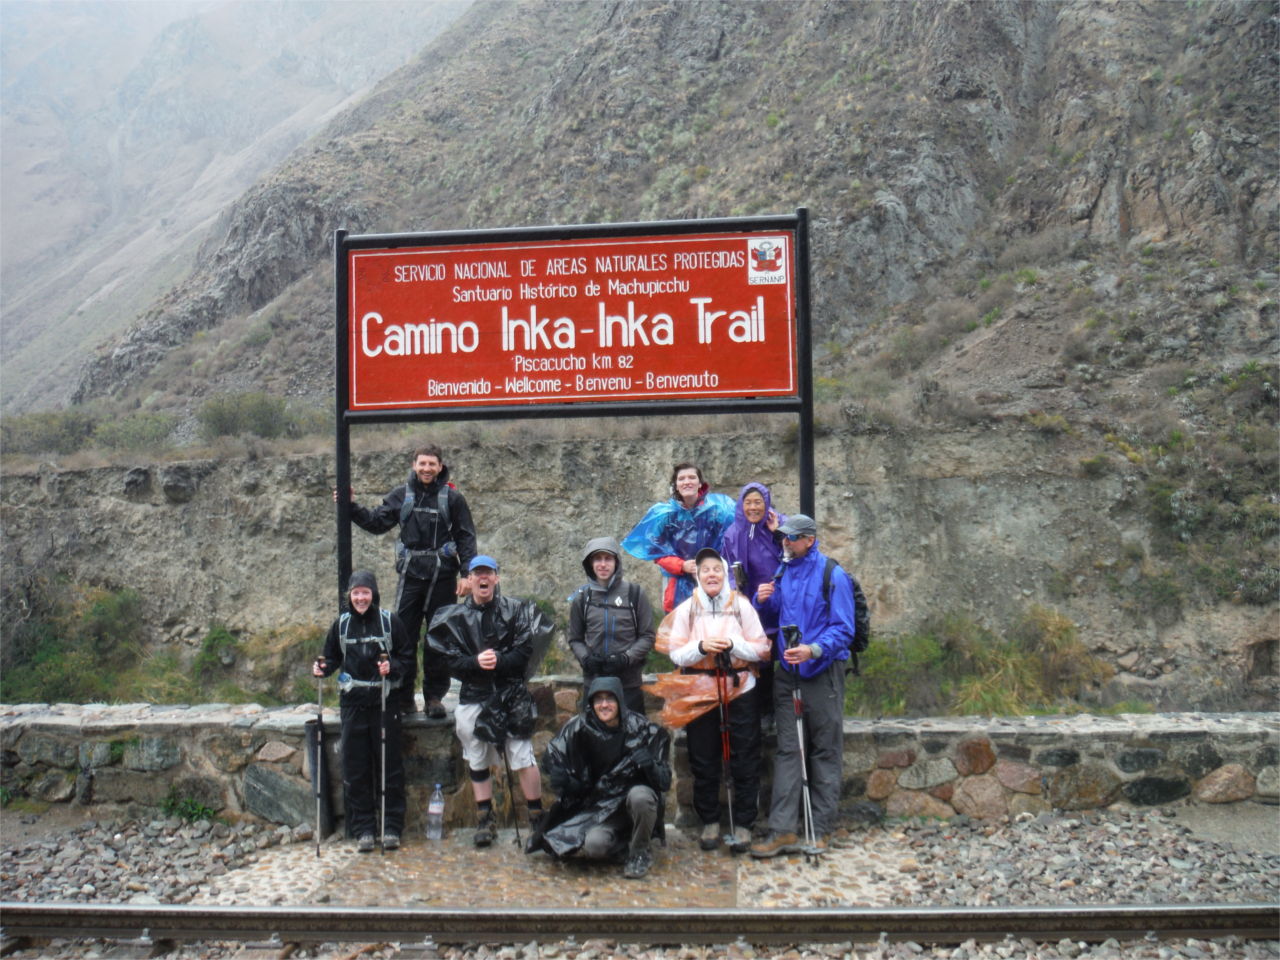 SERVICIO NACIONAL DE AREAS NATURALES PROTEGIDAS
SERNANP
Santuario Histórico de Machupicchu
Camino Inka-Inka Trail
Piscacucho km. 82
Bienvenido - Wellcome - Benvenu - Benvenuto